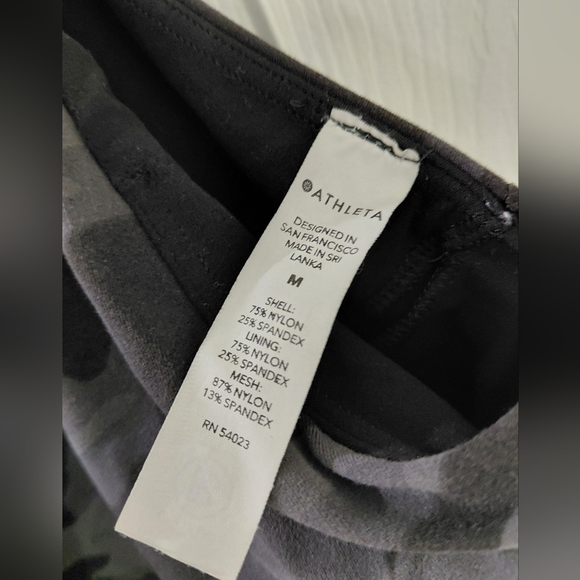 ATHLETA
DESIGNED IN
SAN FRANCISCO
MADE IN SRI
LANKA
M
SHELL:
75% NYLON
25% SPANDEX
LINING:
75% NYLON
25% SPANDEX
MESH:
87% NYLON
13% SPANDEX
RN 54023